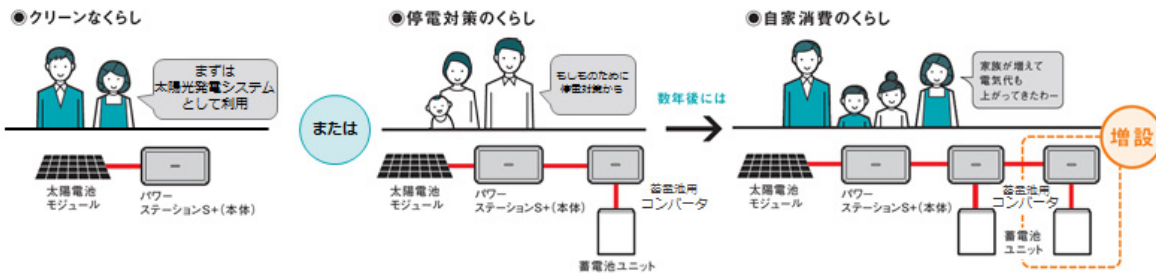 ◉クリーンなくらし
まずは
太陽光発電システム
として利用
太陽電池
モジュール
パワー
ステーションS+(本体)
または
◉停電対策のくらし
もしものために
停電対策から
太陽電池
モジュール
パワー
ステーションS+(本体)
蓄電池用
コンバータ
蓄電池ユニット
数年後には
◉自家消費のくらし
家族が増えて
電気代も
上がってきたわー
増設
太陽電池
モジュール
パワー
ステーションS+(本体)
蓄電池用
コンバータ
蓄電池
ユニット